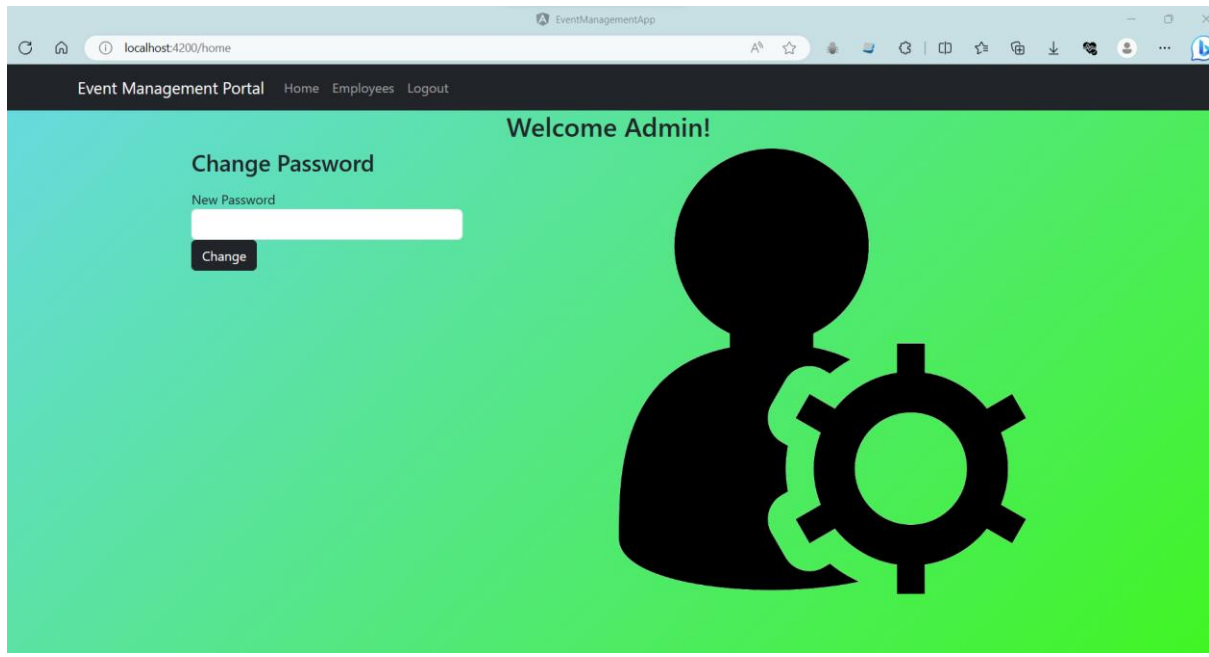 EventManagementApp
localhost:4200/home
Event Management Portal Home Employees Logout
Welcome Admin!
Change Password
New Password
Change